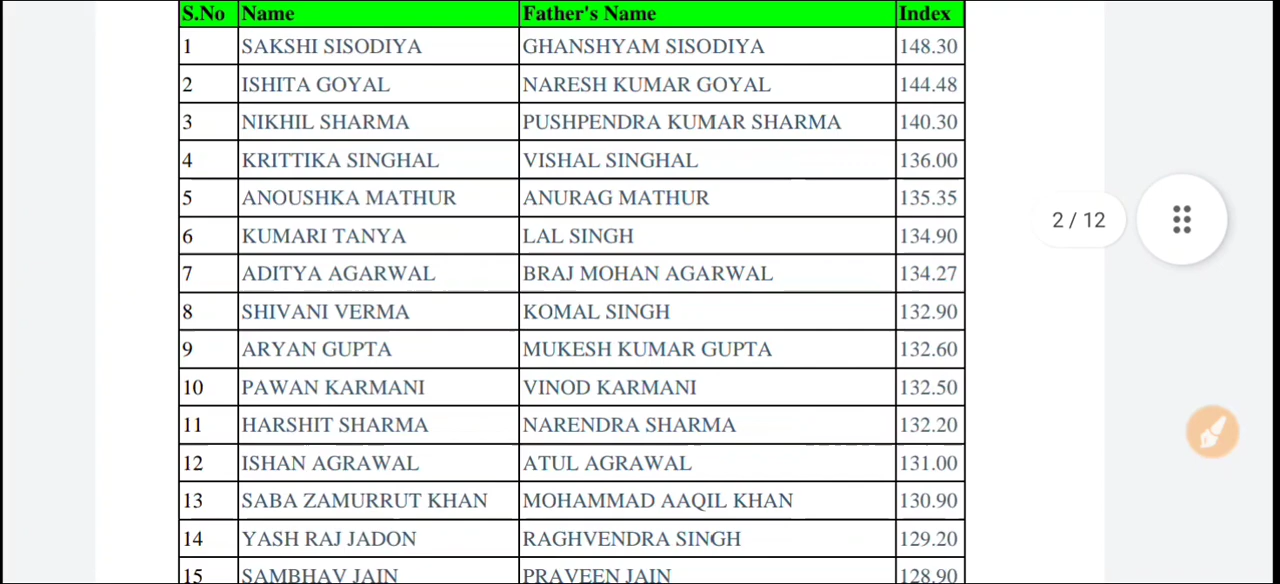 S.No Name Father's Name Index
1 SAKSHI SISODIYA GHANSHYAM SISODIYA 148.30
2 ISHITA GOYAL NARESH KUMAR GOYAL 144.48
3 NIKHIL SHARMA PUSHPENDRA KUMAR SHARMA 140.30
4 KRITTIKA SINGHAL VISHAL SINGHAL 136.00
5 ANOUSHKA MATHUR ANURAG MATHUR 135.35
6 KUMARI TANYA LAL SINGH 134.90
7 ADITYA AGARWAL BRAJ MOHAN AGARWAL 134.27
8 SHIVANI VERMA KOMAL SINGH 132.90
9 ARYAN GUPTA MUKESH KUMAR GUPTA 132.60
10 PAWAN KARMANI VINOD KARMANI 132.50
11 HARSHIT SHARMA NARENDRA SHARMA 132.20
12 ISHAN AGRAWAL ATUL AGRAWAL 131.00
13 SABA ZAMURRUT KHAN MOHAMMAD AAQIL KHAN 130.90
14 YASH RAJ JADON RAGHVENDRA SINGH 129.20
15 SAMBHAV JAIN PRAVEEN JAIN 128.90
2 / 12